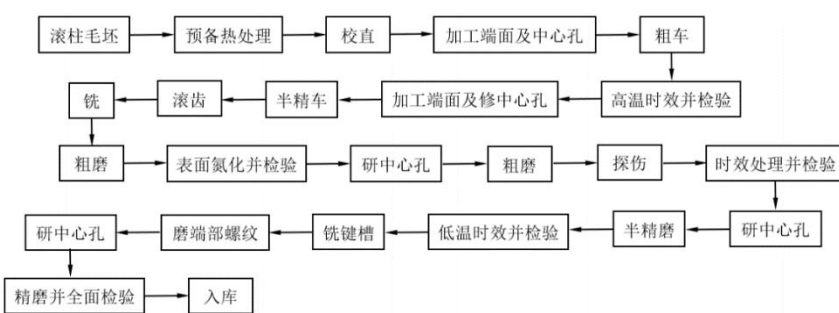 滚柱毛坯 预备热处理 校直 加工端面及中心孔 粗车
铣 滚齿 半精车 加工端面及修中心孔 高温时效并检验
粗磨 表面氮化并检验 研中心孔 粗磨 探伤 时效处理并检验
研中心孔 磨端部螺纹 铣键槽 低温时效并检验 半精磨 研中心孔
精磨并全面检验 入库